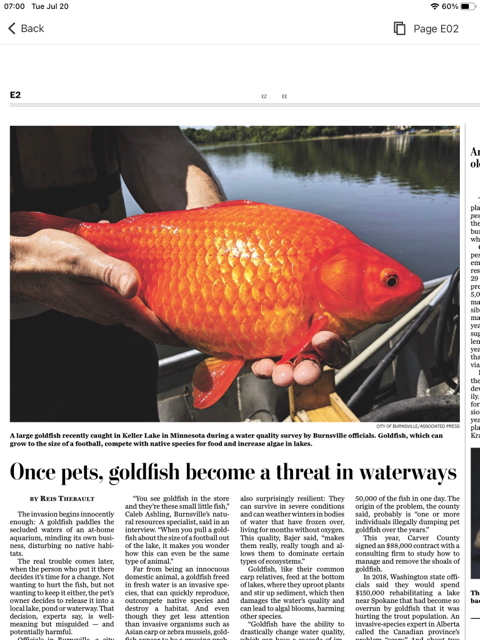 07:00 Tue Jul 20
60%
Back
Page E02
E2
EZ EE
CITY OF BURNSVILLE/ASSOCIATED PRESS
A large goldfish recently caught in Keller Lake in Minnesota during a water quality survey by Burnsville officials. Goldfish, which can
grow to the size of a football, compete with native species for food and increase algae in lakes.
Once pets, goldfish become a threat in waterways
BY REIS THEBAULT
The invasion begins innocently
enough: A goldfish paddles the
secluded waters of an at-home
aquarium, minding its own busi-
ness, disturbing no native habi-
tats.
The real trouble comes later,
when the person who put it there
decides it's time for a change. Not
wanting to hurt the fish, but not
wanting to keep it either, the pet's
owner decides to release it into a
local lake, pond or waterway. That
decision, experts say, is well-
meaning but misguided — and
potentially harmful.
Officials in Burnsville, a city
"You see goldfish in the store
and they're these small little fish,"
Caleb Ashling, Burnsville's natu-
ral resources specialist, said in an
interview. "When you pull a gold-
fish about the size of a football out
of the lake, it makes you wonder
how this can even be the same
type of animal."
Far from being an innocuous
domestic animal, a goldfish freed
in fresh water is an invasive spe-
cies, that can quickly reproduce,
outcompete native species and
destroy a habitat. And even
though they get less attention
than invasive organisms such as
Asian carp or zebra mussels, gold-
fish appear to be a growing prob-
also surprisingly resilient: They
can survive in severe conditions
and can weather winters in bodies
of water that have frozen over,
living for months without oxygen.
This quality, Bajer said, "makes
them really, really tough and al-
lows them to dominate certain
types of ecosystems."
Goldfish, like their common
carp relatives, feed at the bottom
of lakes, where they uproot plants
and stir up sediment, which then
damages the water's quality and
can lead to algal blooms, harming
other species.
"Goldfish have the ability to
drastically change water quality,
which can have a cascade of im-
50,000 of the fish in one day. The
origin of the problem, the county
said, probably is "one or more
individuals illegally dumping pet
goldfish over the years."
This year, Carver County
signed an $88,000 contract with a
consulting firm to study how to
manage and remove the shoals of
goldfish.
In 2018, Washington state offi-
cials said they would spend
$150,000 rehabilitating a lake
near Spokane that had become so
overrun by goldfish that it was
hurting the trout population. An
invasive-species expert in Alberta
called the Canadian province's